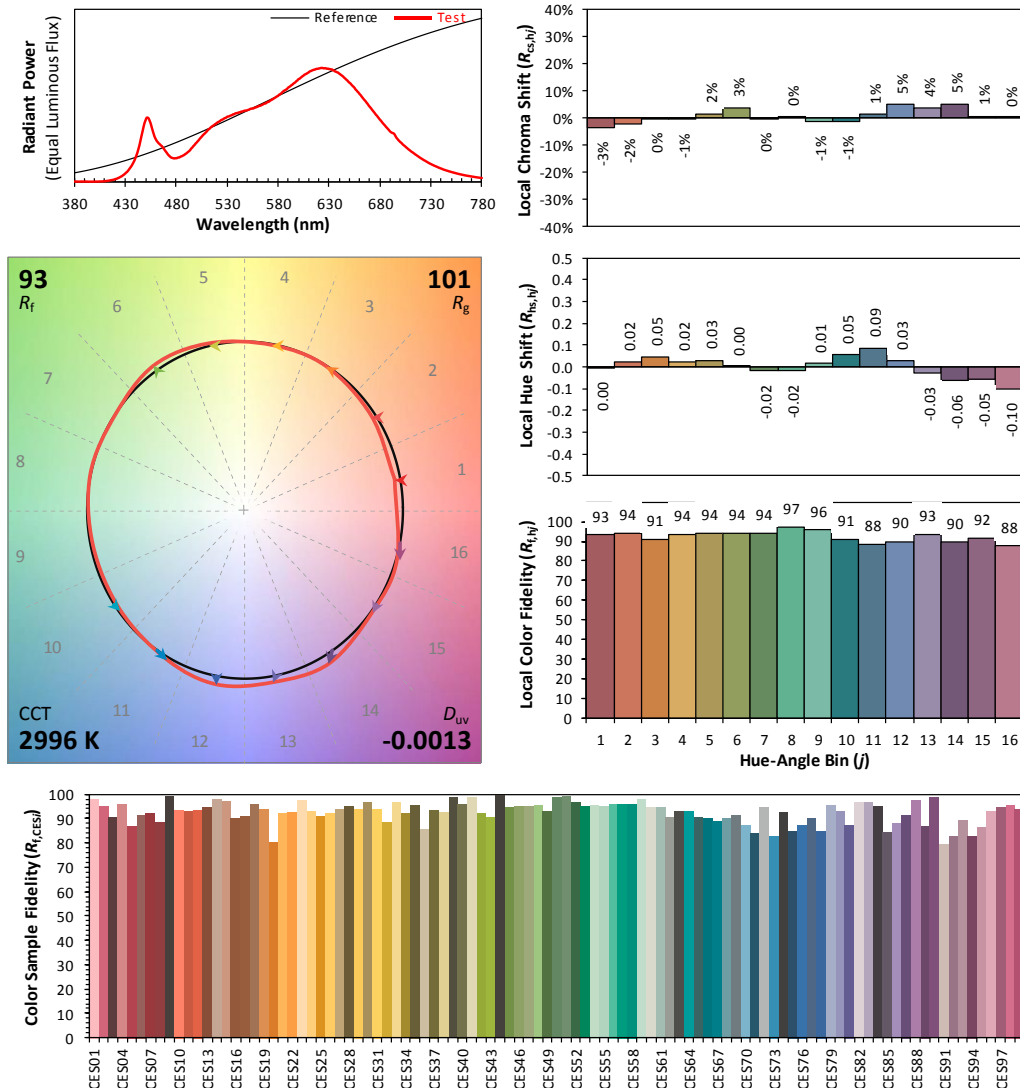 Reference
Test
Radiant Power
(Equal Luminous Flux)
380 430 480 530 580 630 680 730 780
Wavelength (nm)
Local Chroma Shift (Rcs,hj)
40%
30%
20%
10%
0%
-10%
-20%
-30%
-40%
-3% -2% 0% -1% 2% 3% 0% 0% -1% -1% 1% 5% 4% 5% 1% 0%
93
Rf
101
Rg
5 4
6 3
7 2
8 1
9 16
10 15
11 14
12 13
CCT
2996 K
Duv
-0.0013
Local Hue Shift (Rhs,hj)
0.5
0.4
0.3
0.2
0.1
0.0
-0.1
-0.2
-0.3
-0.4
-0.5
0.00 0.02 0.05 0.02 0.03 0.00 -0.02 -0.02 0.01 0.05 0.09 0.03 -0.03 -0.06 -0.05 -0.10
Local Color Fidelity (Rf,hj)
100
90
80
70
60
50
40
30
20
10
0
93 94 91 94 94 94 94 97 96 91 88 90 93 90 92 88
1 2 3 4 5 6 7 8 9 10 11 12 13 14 15 16
Hue-Angle Bin (j)
Color Sample Fidelity (Rf,CESi)
100
90
80
70
60
50
40
30
20
10
0
CES01 CES04 CES07 CES10 CES13 CES16 CES19 CES22 CES25 CES28 CES31 CES34 CES37 CES40 CES43 CES46 CES49 CES52 CES55 CES58 CES61 CES64 CES67 CES70 CES73 CES76 CES79 CES82 CES85 CES88 CES91 CES94 CES97